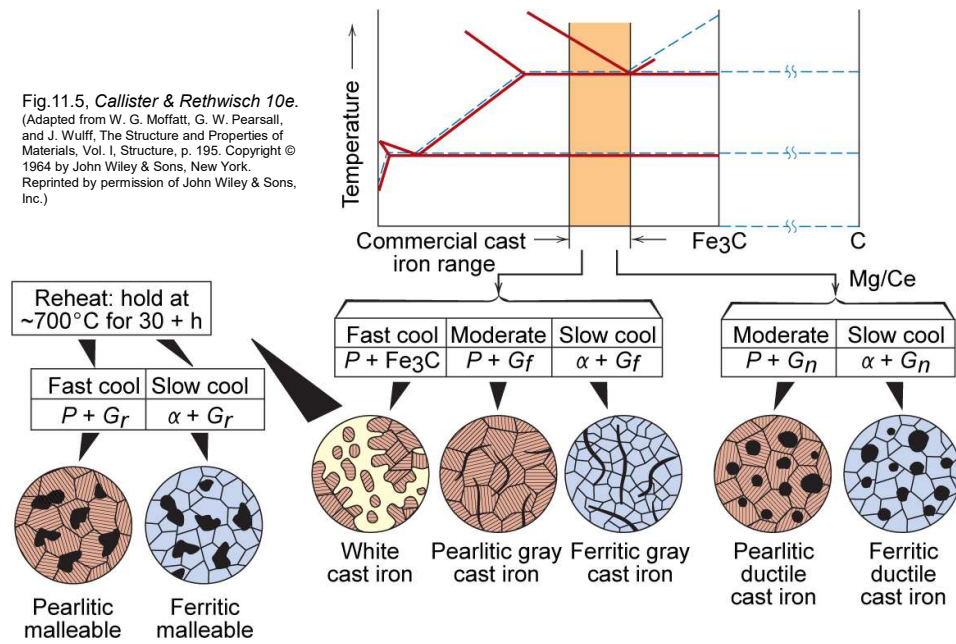 Fig.11.5, Callister & Rethwisch 10e.
(Adapted from W. G. Moffatt, G. W. Pearsall,
and J. Wulff, The Structure and Properties of
Materials, Vol. I, Structure, p. 195. Copyright ©
1964 by John Wiley & Sons, New York.
Reprinted by permission of John Wiley & Sons,
Inc.)
Temperature
Commercial cast
iron range
Fe₃C
C
Mg/Ce
Reheat: hold at
~700°C for 30 + h
Fast cool Slow cool
P + Gr α + Gr
Fast cool Moderate Slow cool
P + Fe₃C P + Gf α + Gf
Moderate Slow cool
P + Gn α + Gn
Pearlitic
malleable
Ferritic
malleable
White
cast iron
Pearlitic gray
cast iron
Ferritic gray
cast iron
Pearlitic
ductile
cast iron
Ferritic
ductile
cast iron